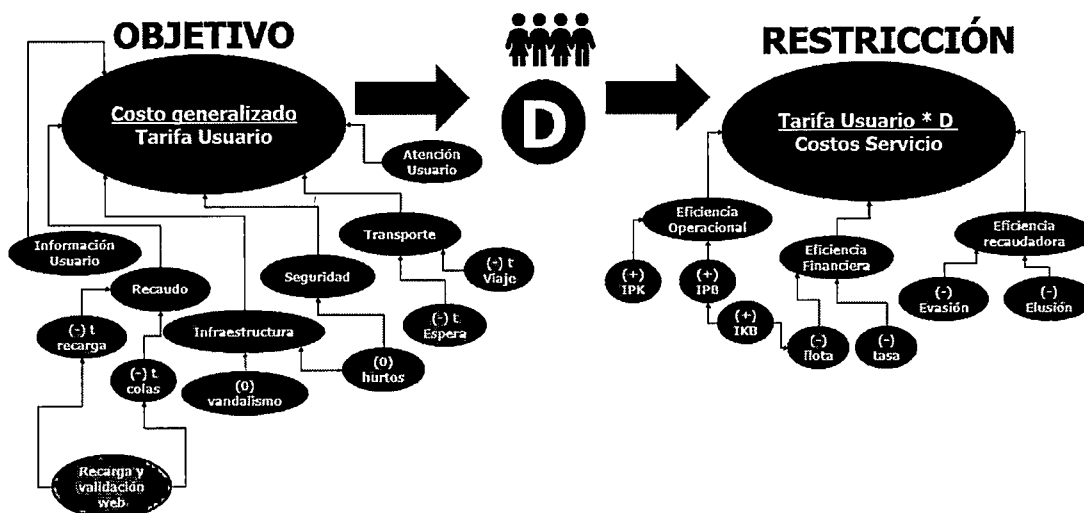 OBJETIVO
RESTRICCIÓN
Costo generalizado
Tarifa Usuario
D
Tarifa Usuario * D
Costos Servicio
Atención
Usuario
Información
Usuario
Recaudo
(-) t
recarga
(-) t
colas
Recarga y
validación
web
Infraestructura
(0)
vandalismo
Seguridad
(0)
hurtos
Transporte
(-) t
Viaje
(-) t
Espera
Eficiencia
Operacional
(+)
IPK
(+)
IPB
(+)
IKB
Eficiencia
Financiera
(-)
flota
(-)
tasa
Eficiencia
recaudadora
(-)
Evasión
(-)
Elusión